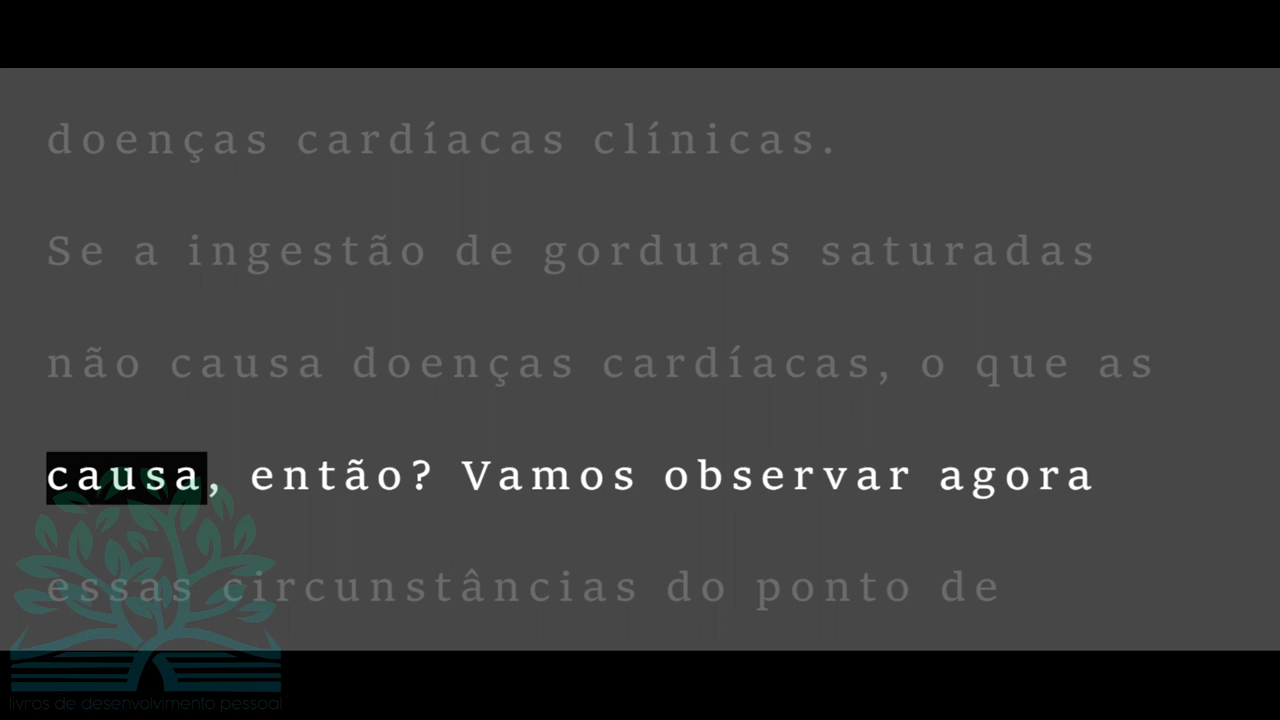 doenças cardíacas clínicas.
Se a ingestão de gorduras saturadas
não causa doenças cardíacas, o que as
causa, então? Vamos observar agora
essas circunstâncias do ponto de
livros de desenvolvimento pessoal